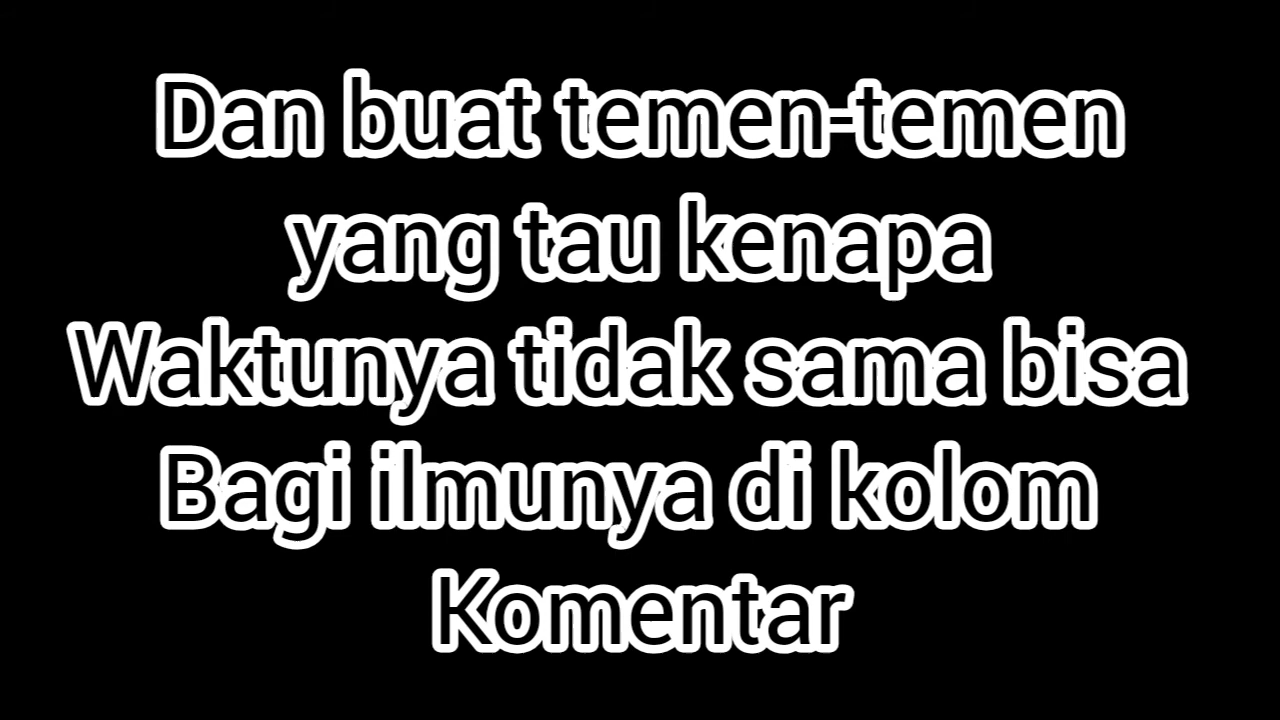 Dan buat temen-temen
yang tau kenapa
Waktunya tidak sama bisa
Bagi ilmunya di kolom
Komentar